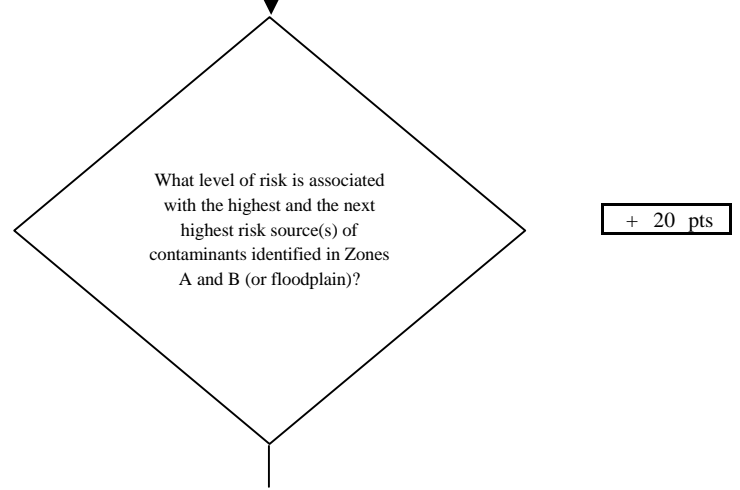 What level of risk is associated
with the highest and the next
highest risk source(s) of
contaminants identified in Zones
A and B (or floodplain)?
+ 20 pts